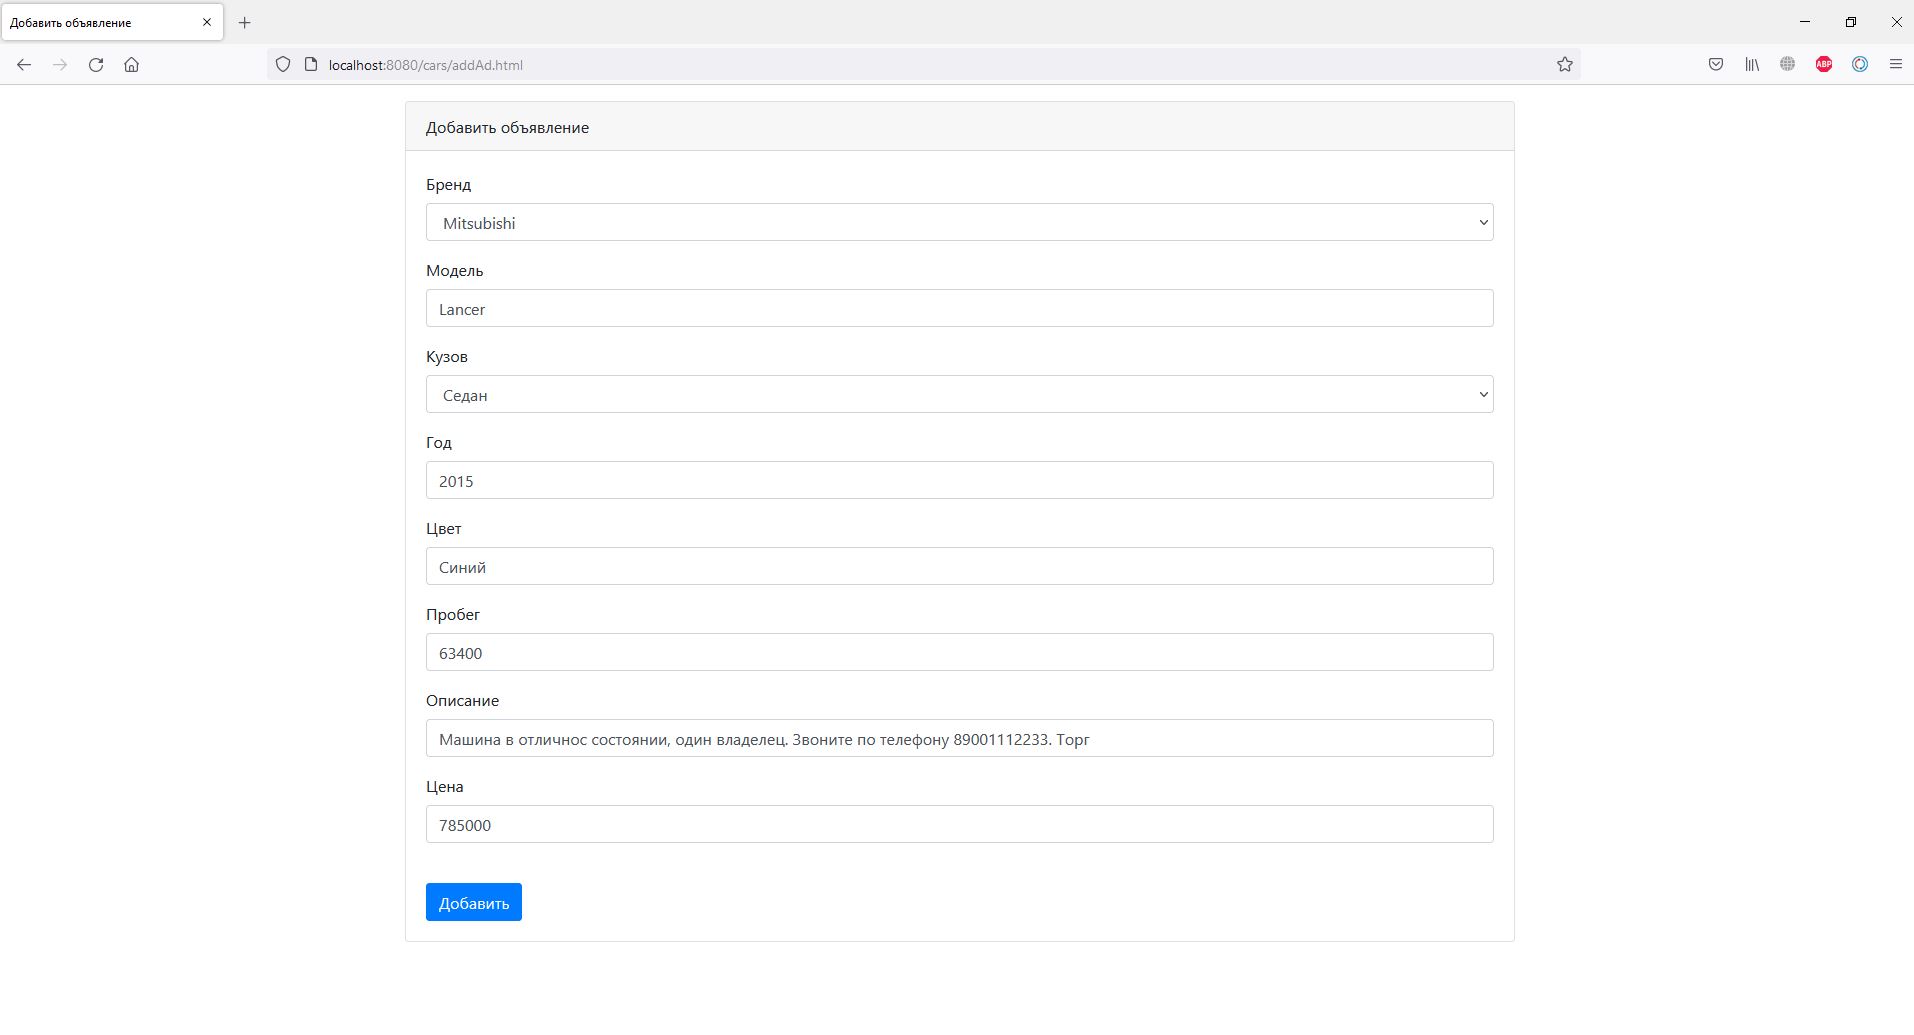 Добавить объявление
localhost:8080/cars/addAd.html
ABP
Добавить объявление
Бренд
Mitsubishi
Модель
Lancer
Кузов
Седан
Год
2015
Цвет
Синий
Пробег
63400
Описание
Машина в отличнос состоянии, один владелец. Звоните по телефону 89001112233. Торг
Цена
785000
Добавить